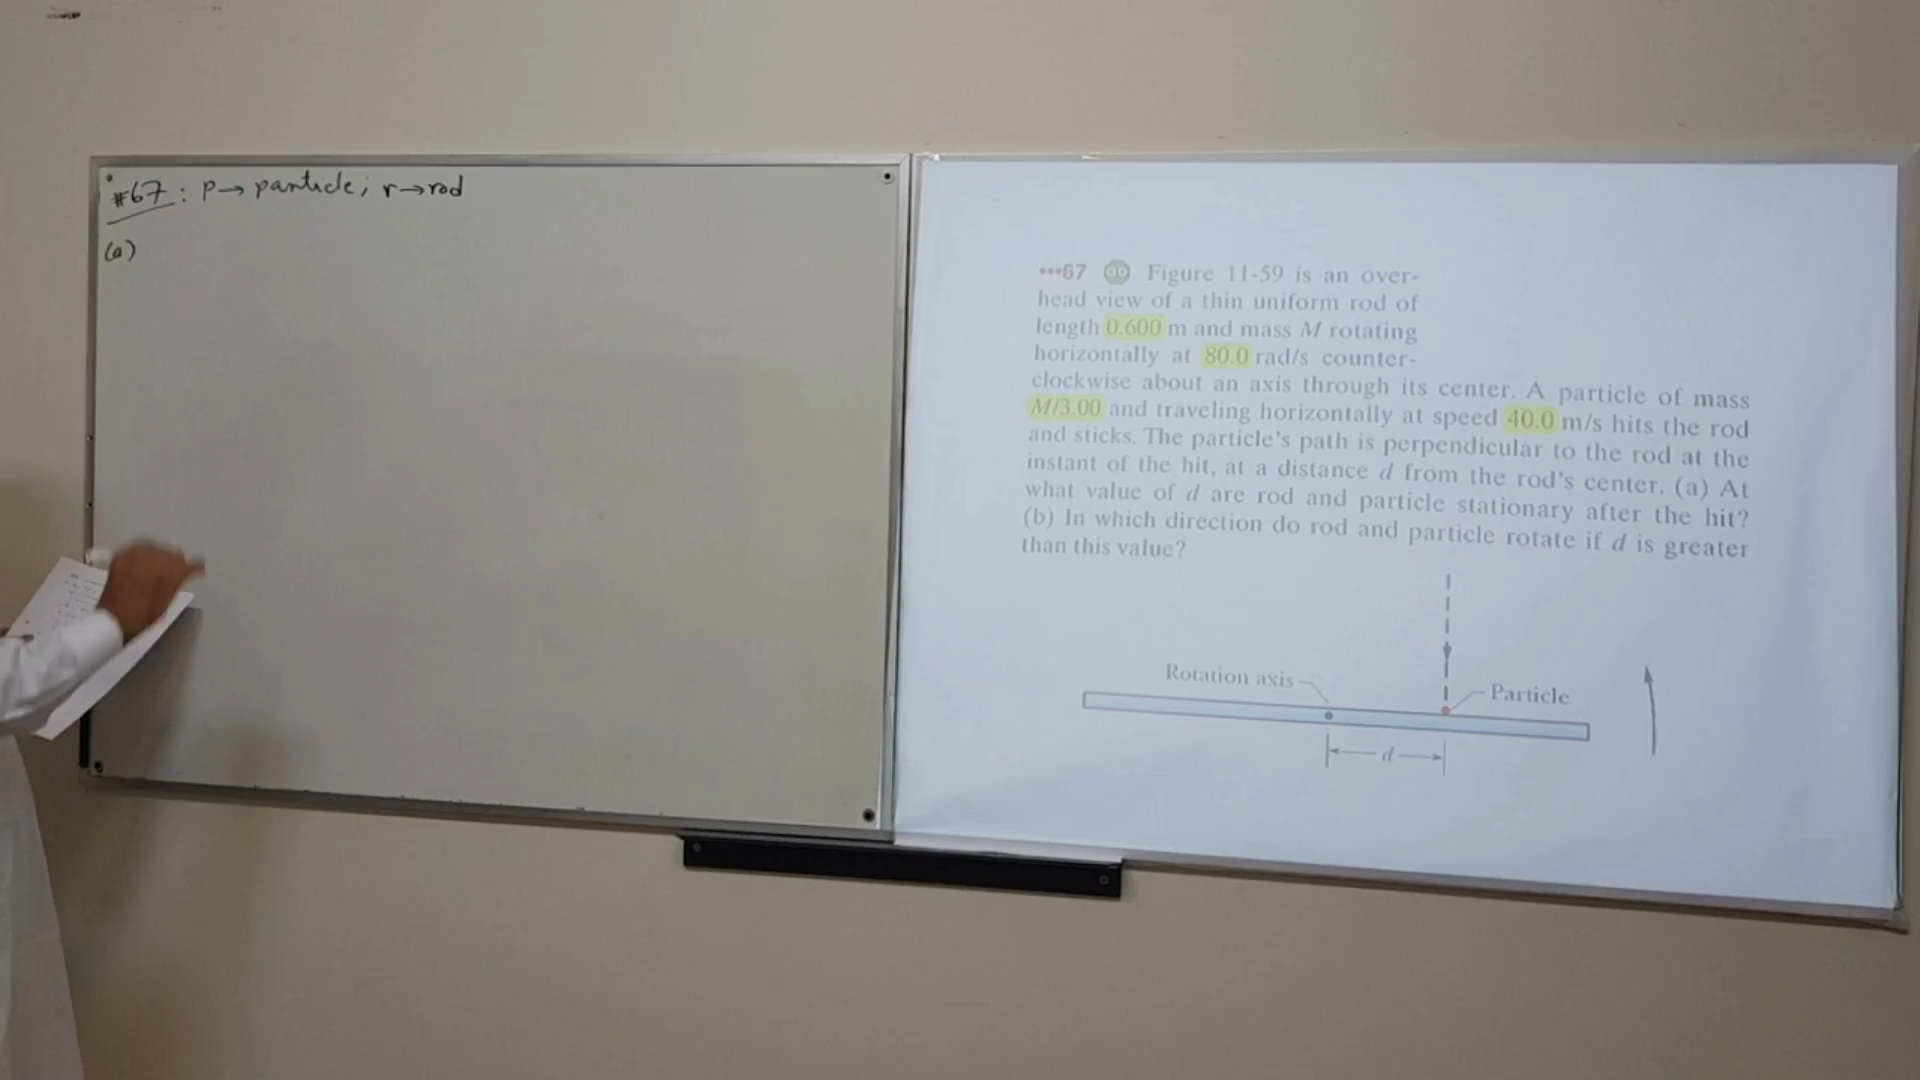 #67 : p→ particle; r→rod
(a)
•••67 GO Figure 11-59 is an over-
head view of a thin uniform rod of
length 0.600 m and mass M rotating
horizontally at 80.0 rad/s counter-
clockwise about an axis through its center. A particle of mass
M/3.00 and traveling horizontally at speed 40.0 m/s hits the rod
and sticks. The particle's path is perpendicular to the rod at the
instant of the hit, at a distance d from the rod's center. (a) At
what value of d are rod and particle stationary after the hit?
(b) In which direction do rod and particle rotate if d is greater
than this value?
Rotation axis
Particle
d